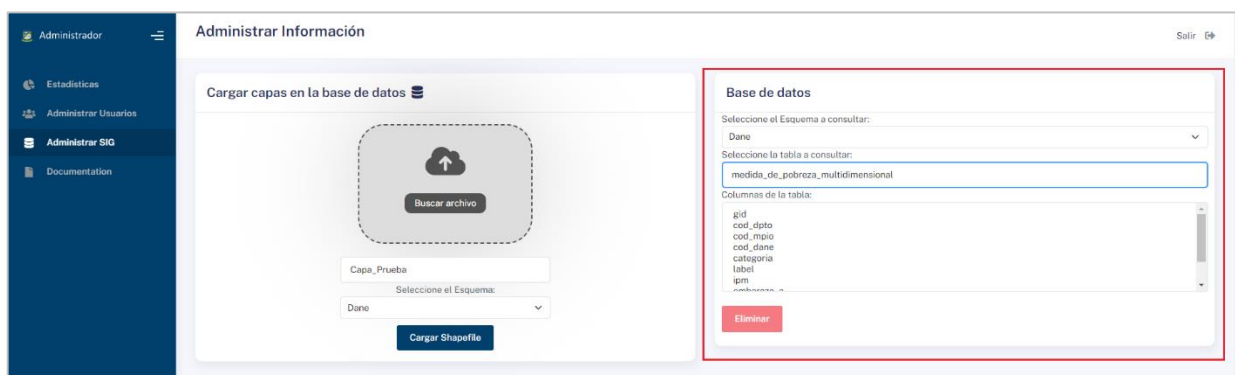 Administrador
Estadísticas
Administrar Usuarios
Administrar SIG
Documentation
Administrar Información
Salir
Cargar capas en la base de datos
Buscar archivo
Capa_Prueba
Seleccione el Esquema:
Dane
Cargar Shapefile
Base de datos
Seleccione el Esquema a consultar:
Dane
Seleccione la tabla a consultar:
medida_de_pobreza_multidimensional
Columnas de la tabla:
gid
cod_dpto
cod_mpio
cod_dane
categoria
label
ipm
Eliminar